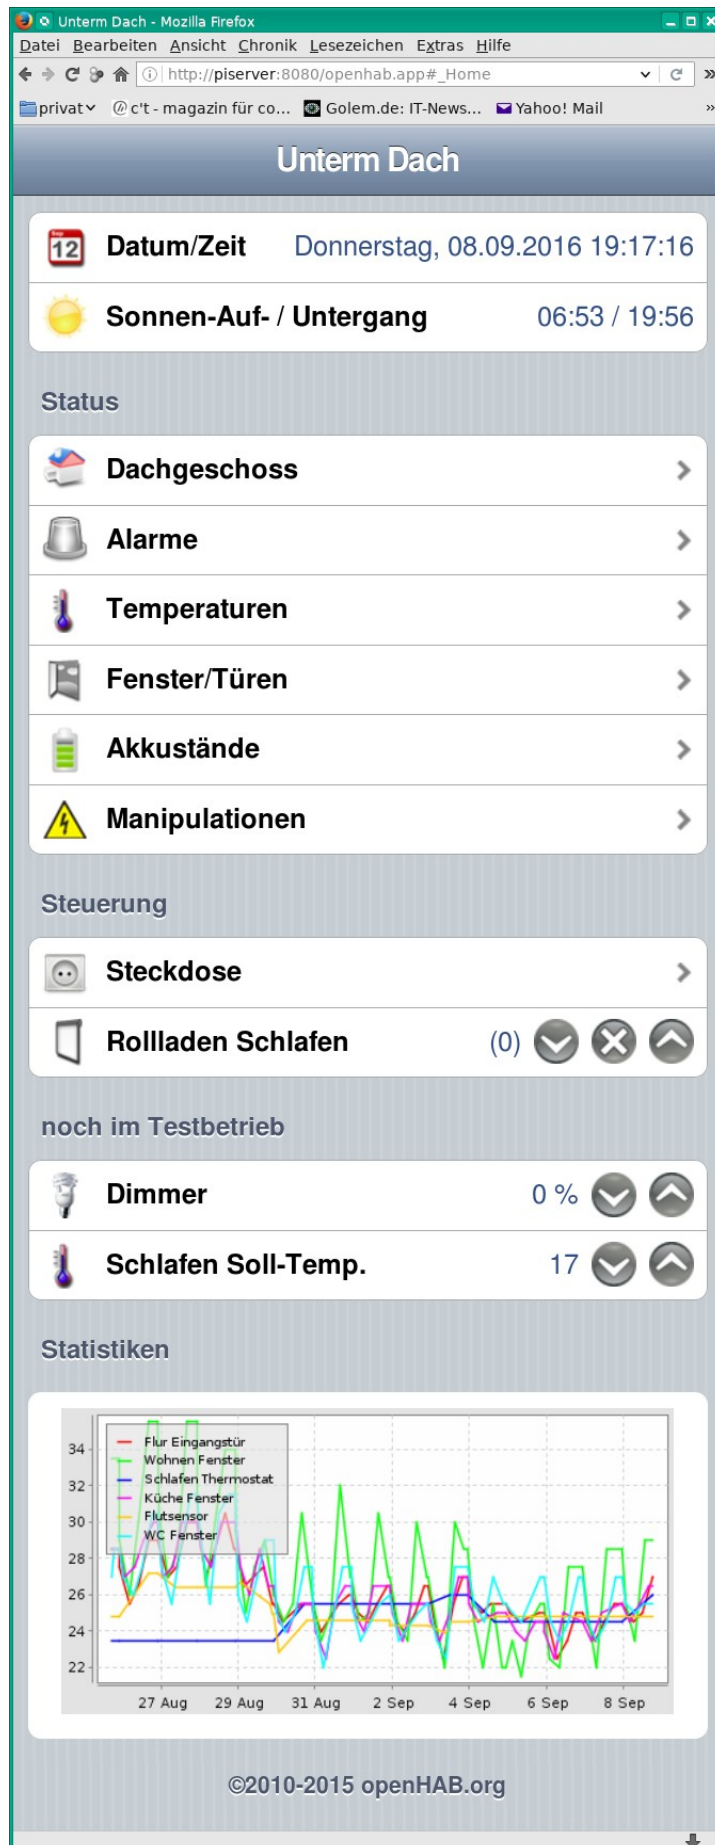 Unterm Dach - Mozilla Firefox
Datei Bearbeiten Ansicht Chronik Lesezeichen Extras Hilfe
http://piserver:8080/openhab.app#_Home
privat c't - magazin für co... Golem.de: IT-News... Yahoo! Mail »
Unterm Dach
Sep
12 Datum/Zeit Donnerstag, 08.09.2016 19:17:16
Sonnen-Auf- / Untergang 06:53 / 19:56
Status
Dachgeschoss
Alarme
Temperaturen
Fenster/Türen
Akkustände
Manipulationen
Steuerung
Steckdose
Rollladen Schlafen (0)
noch im Testbetrieb
Dimmer 0 %
Schlafen Soll-Temp. 17
Statistiken
Flur Eingangstür
Wohnen Fenster
Schlafen Thermostat
Küche Fenster
Flutsensor
WC Fenster
34
32
30
28
26
24
22
27 Aug 29 Aug 31 Aug 2 Sep 4 Sep 6 Sep 8 Sep
©2010-2015 openHAB.org